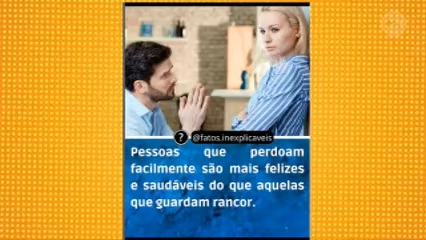 ? @fatos.inexplicaveis
Pessoas que perdoam
facilmente são mais felizes
e saudáveis do que aquelas
que guardam rancor.